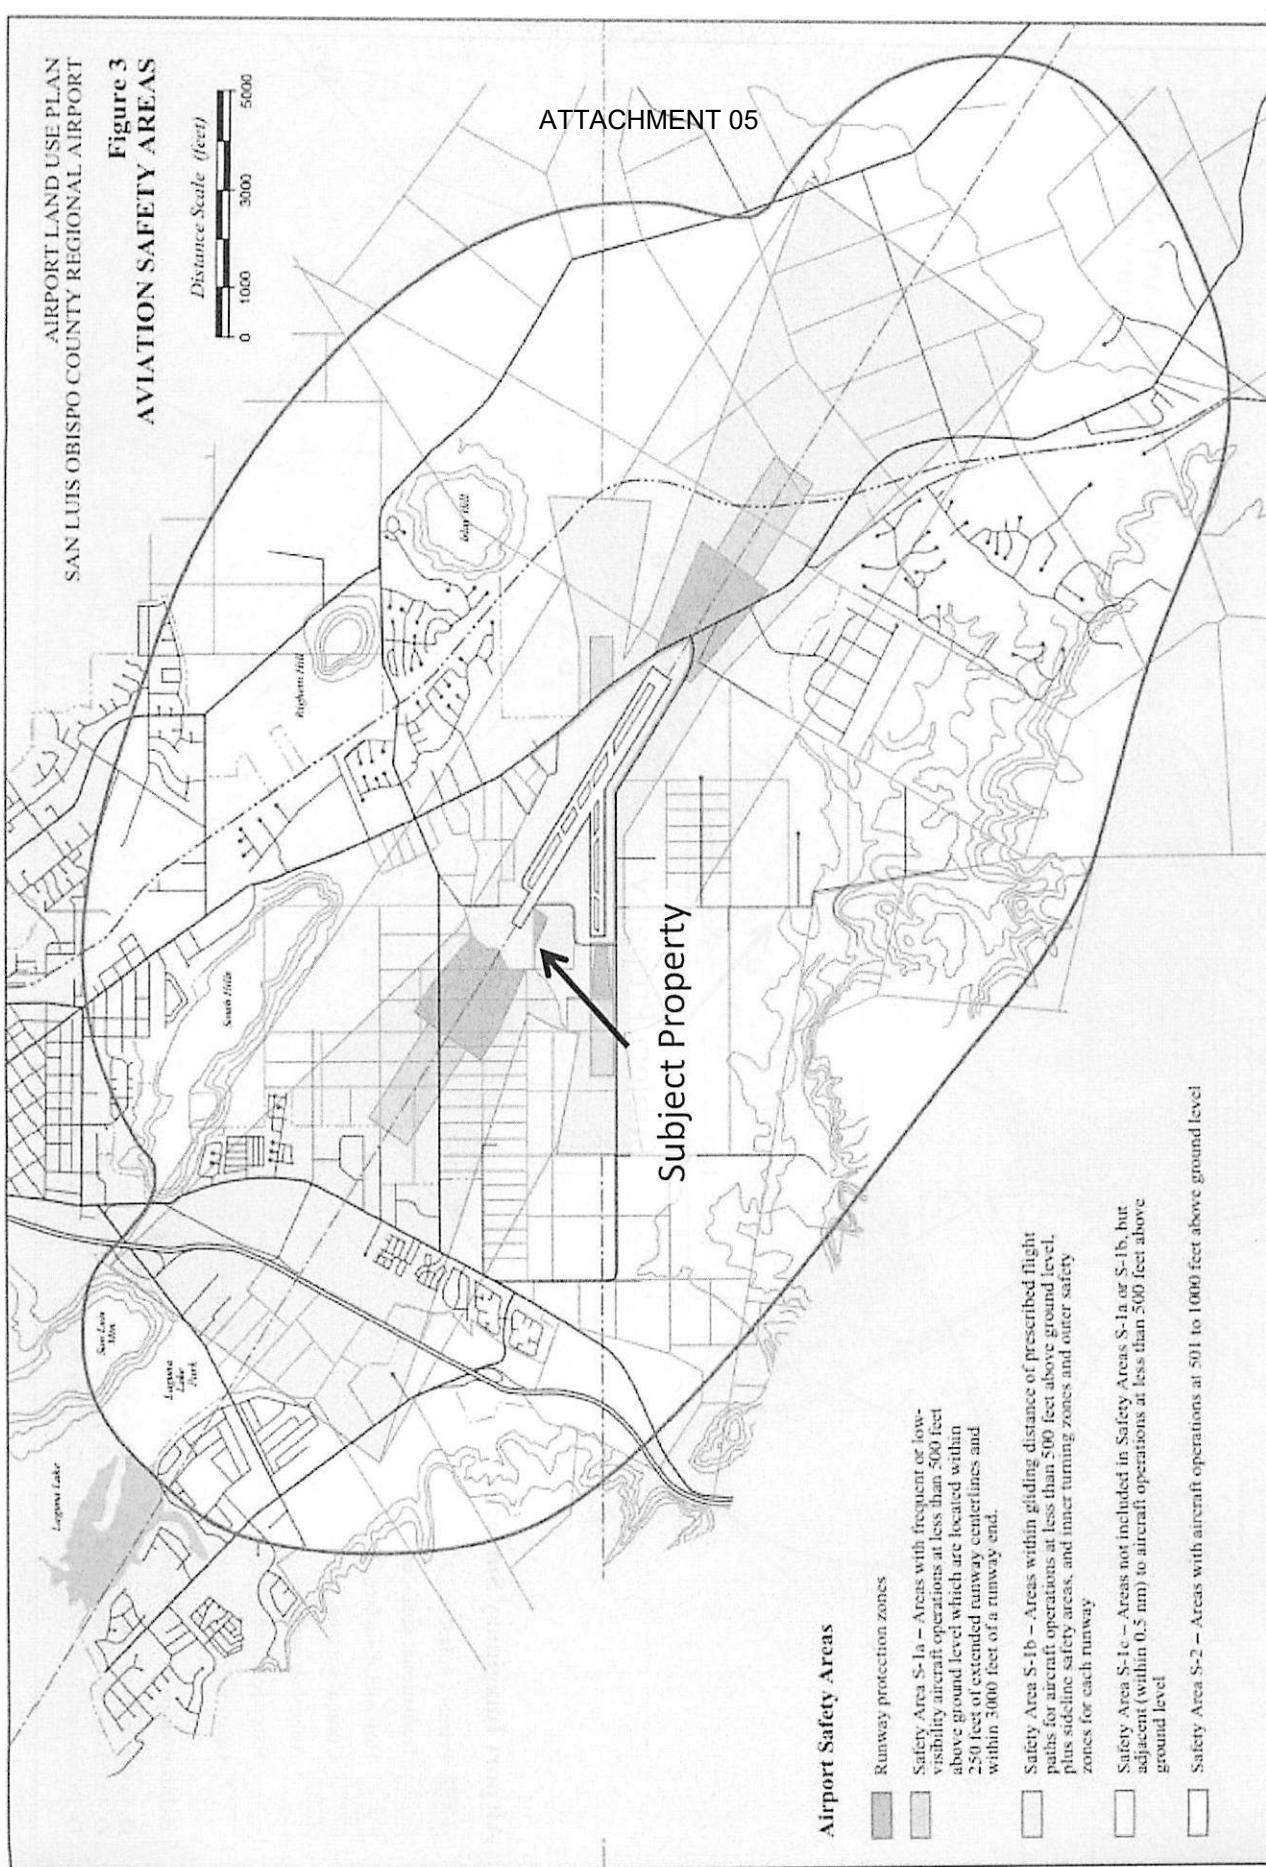 ATTACHMENT 05
AIRPORT LAND USE PLAN
SAN LUIS OBISPO COUNTY REGIONAL AIRPORT
Figure 3
AVIATION SAFETY AREAS
Distance Scale (feet)
0 1000 3000 5000
Righetti Hill
Islay Hill
South Hills
San Luis
Mtn.
Laguna
Lake
Park
Laguna Lake
Subject Property
Airport Safety Areas
Runway protection zones
Safety Area S-1a – Areas with frequent or low-
visibility aircraft operations at less than 500 feet
above ground level which are located within
250 feet of extended runway centerlines and
within 3000 feet of a runway end.
Safety Area S-1b – Areas within gliding distance of prescribed flight
paths for aircraft operations at less than 500 feet above ground level,
plus sideline safety areas, and inner turning zones and outer safety
zones for each runway
Safety Area S-1c – Areas not included in Safety Areas S-1a or S-1b, but
adjacent (within 0.5 nm) to aircraft operations at less than 500 feet above
ground level
Safety Area S-2 – Areas with aircraft operations at 501 to 1000 feet above ground level